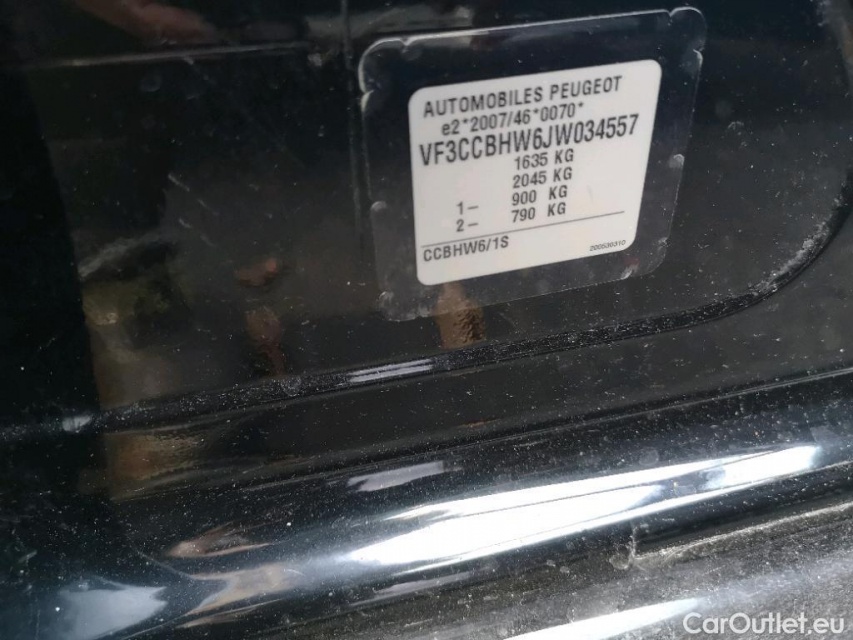 AUTOMOBILES PEUGEOT
e2*2007/46*0070*
VF3CCBHW6JW034557
1635 KG
2045 KG
1- 900 KG
2- 790 KG
CCBHW6/1S 200530310
CarOutlet.eu